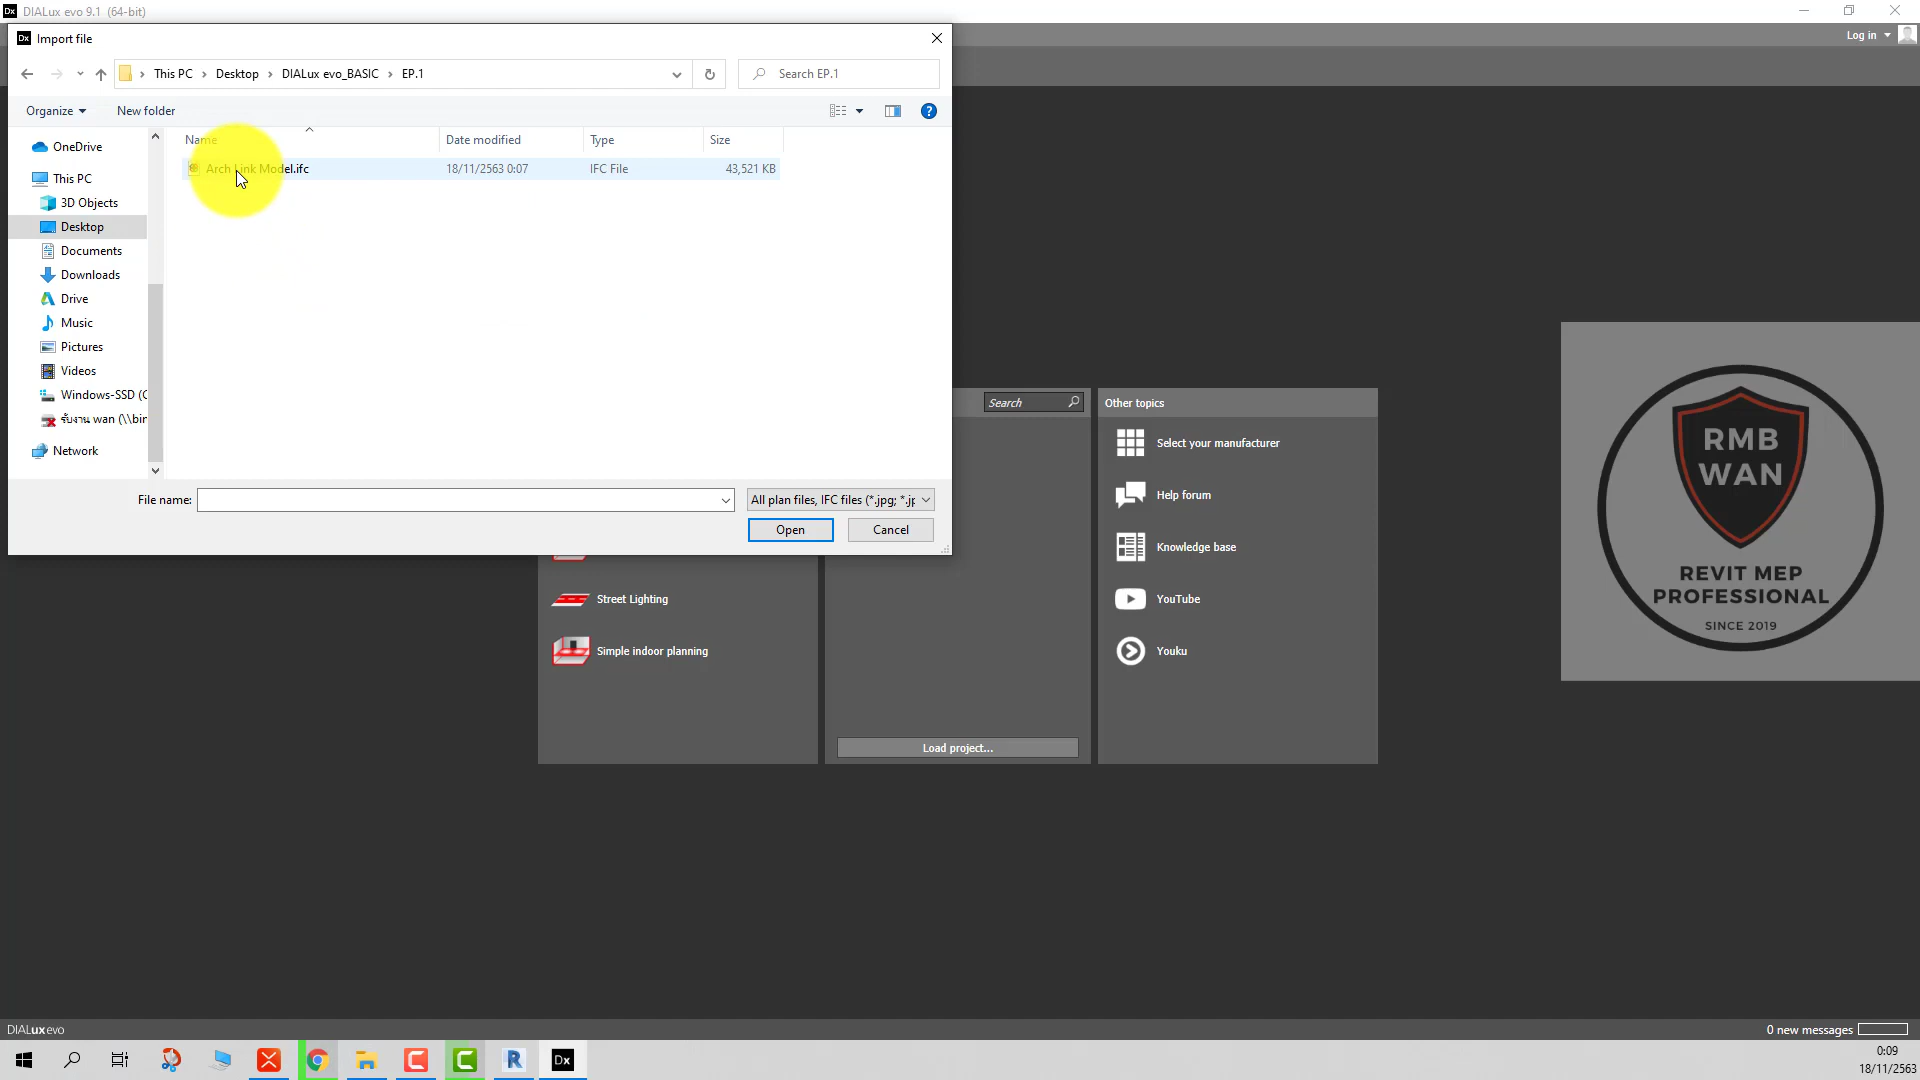 DIALux evo 9.1 (64-bit)
Import file
Log in
This PC
Desktop
DIALux evo_BASIC
EP.1
Search EP.1
Organize
New folder
Name
Date modified
Type
Size
Arch Link Model.ifc
18/11/2563 0:07
IFC File
43,521 KB
OneDrive
This PC
3D Objects
Desktop
Documents
Downloads
Drive
Music
Pictures
Videos
Windows-SSD (C
รับงาน wan (\\bin
Network
File name:
All plan files, IFC files (*.jpg; *.jp
Open
Cancel
Search
Other topics
Select your manufacturer
Help forum
Knowledge base
Street Lighting
YouTube
Simple indoor planning
Youku
Load project...
RMB
WAN
REVIT MEP
PROFESSIONAL
SINCE 2019
DIALux evo
0 new messages
0:09
18/11/2563